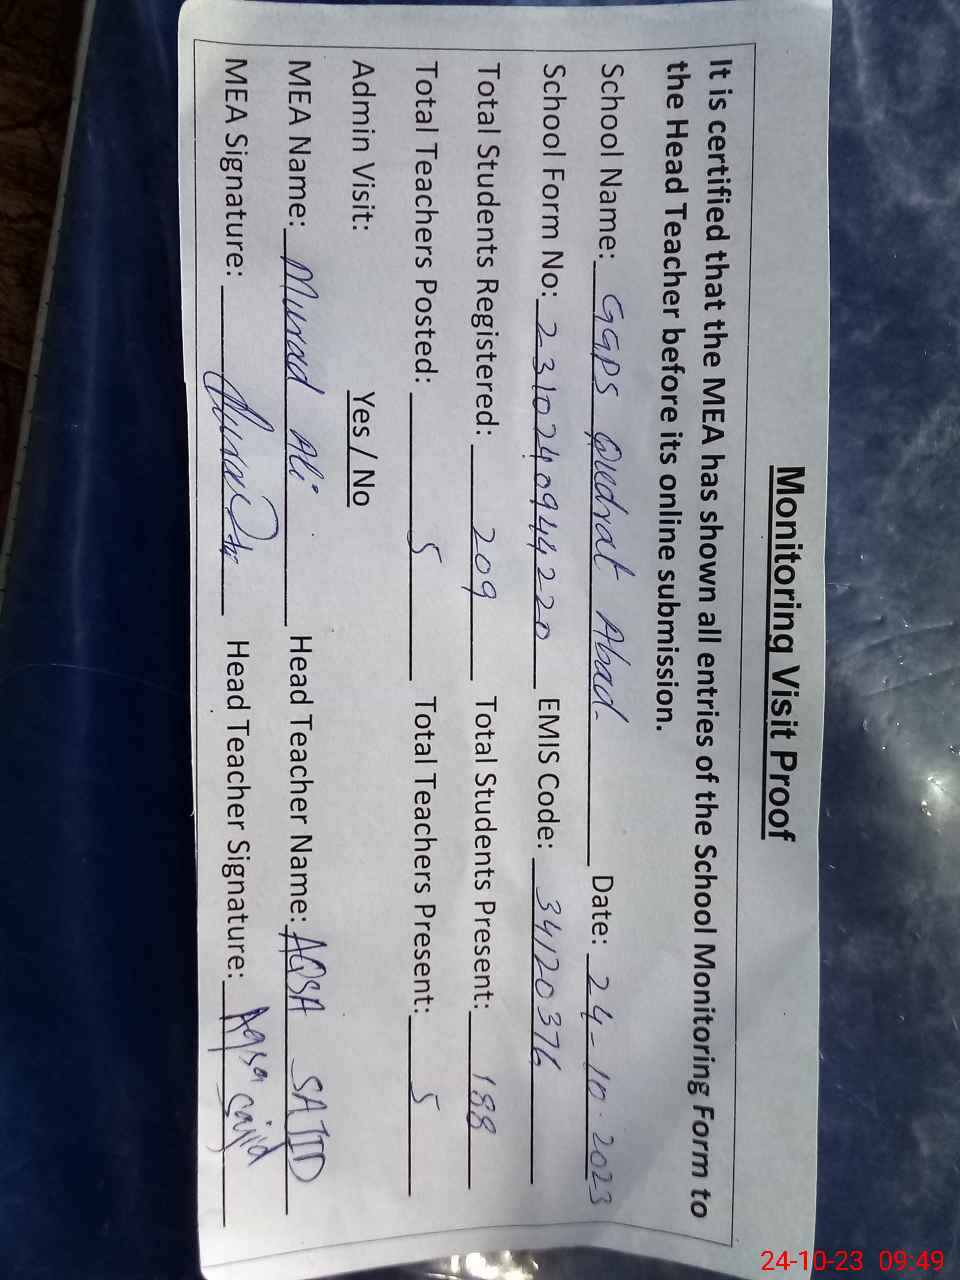 Monitoring Visit Proof
It is certified that the MEA has shown all entries of the School Monitoring Form to
the Head Teacher before its online submission.
School Name: GGPS Qudrat Abad. Date: 24-10-2023
School Form No: 2310240944220 EMIS Code: 34120376
Total Students Registered: 209 Total Students Present: 188
Total Teachers Posted: 5 Total Teachers Present: 5
Admin Visit: Yes / No
MEA Name: Murad Ali Head Teacher Name: AQSA SAJID
MEA Signature: Head Teacher Signature: Aqsa Sajid
24-10-23 09:49